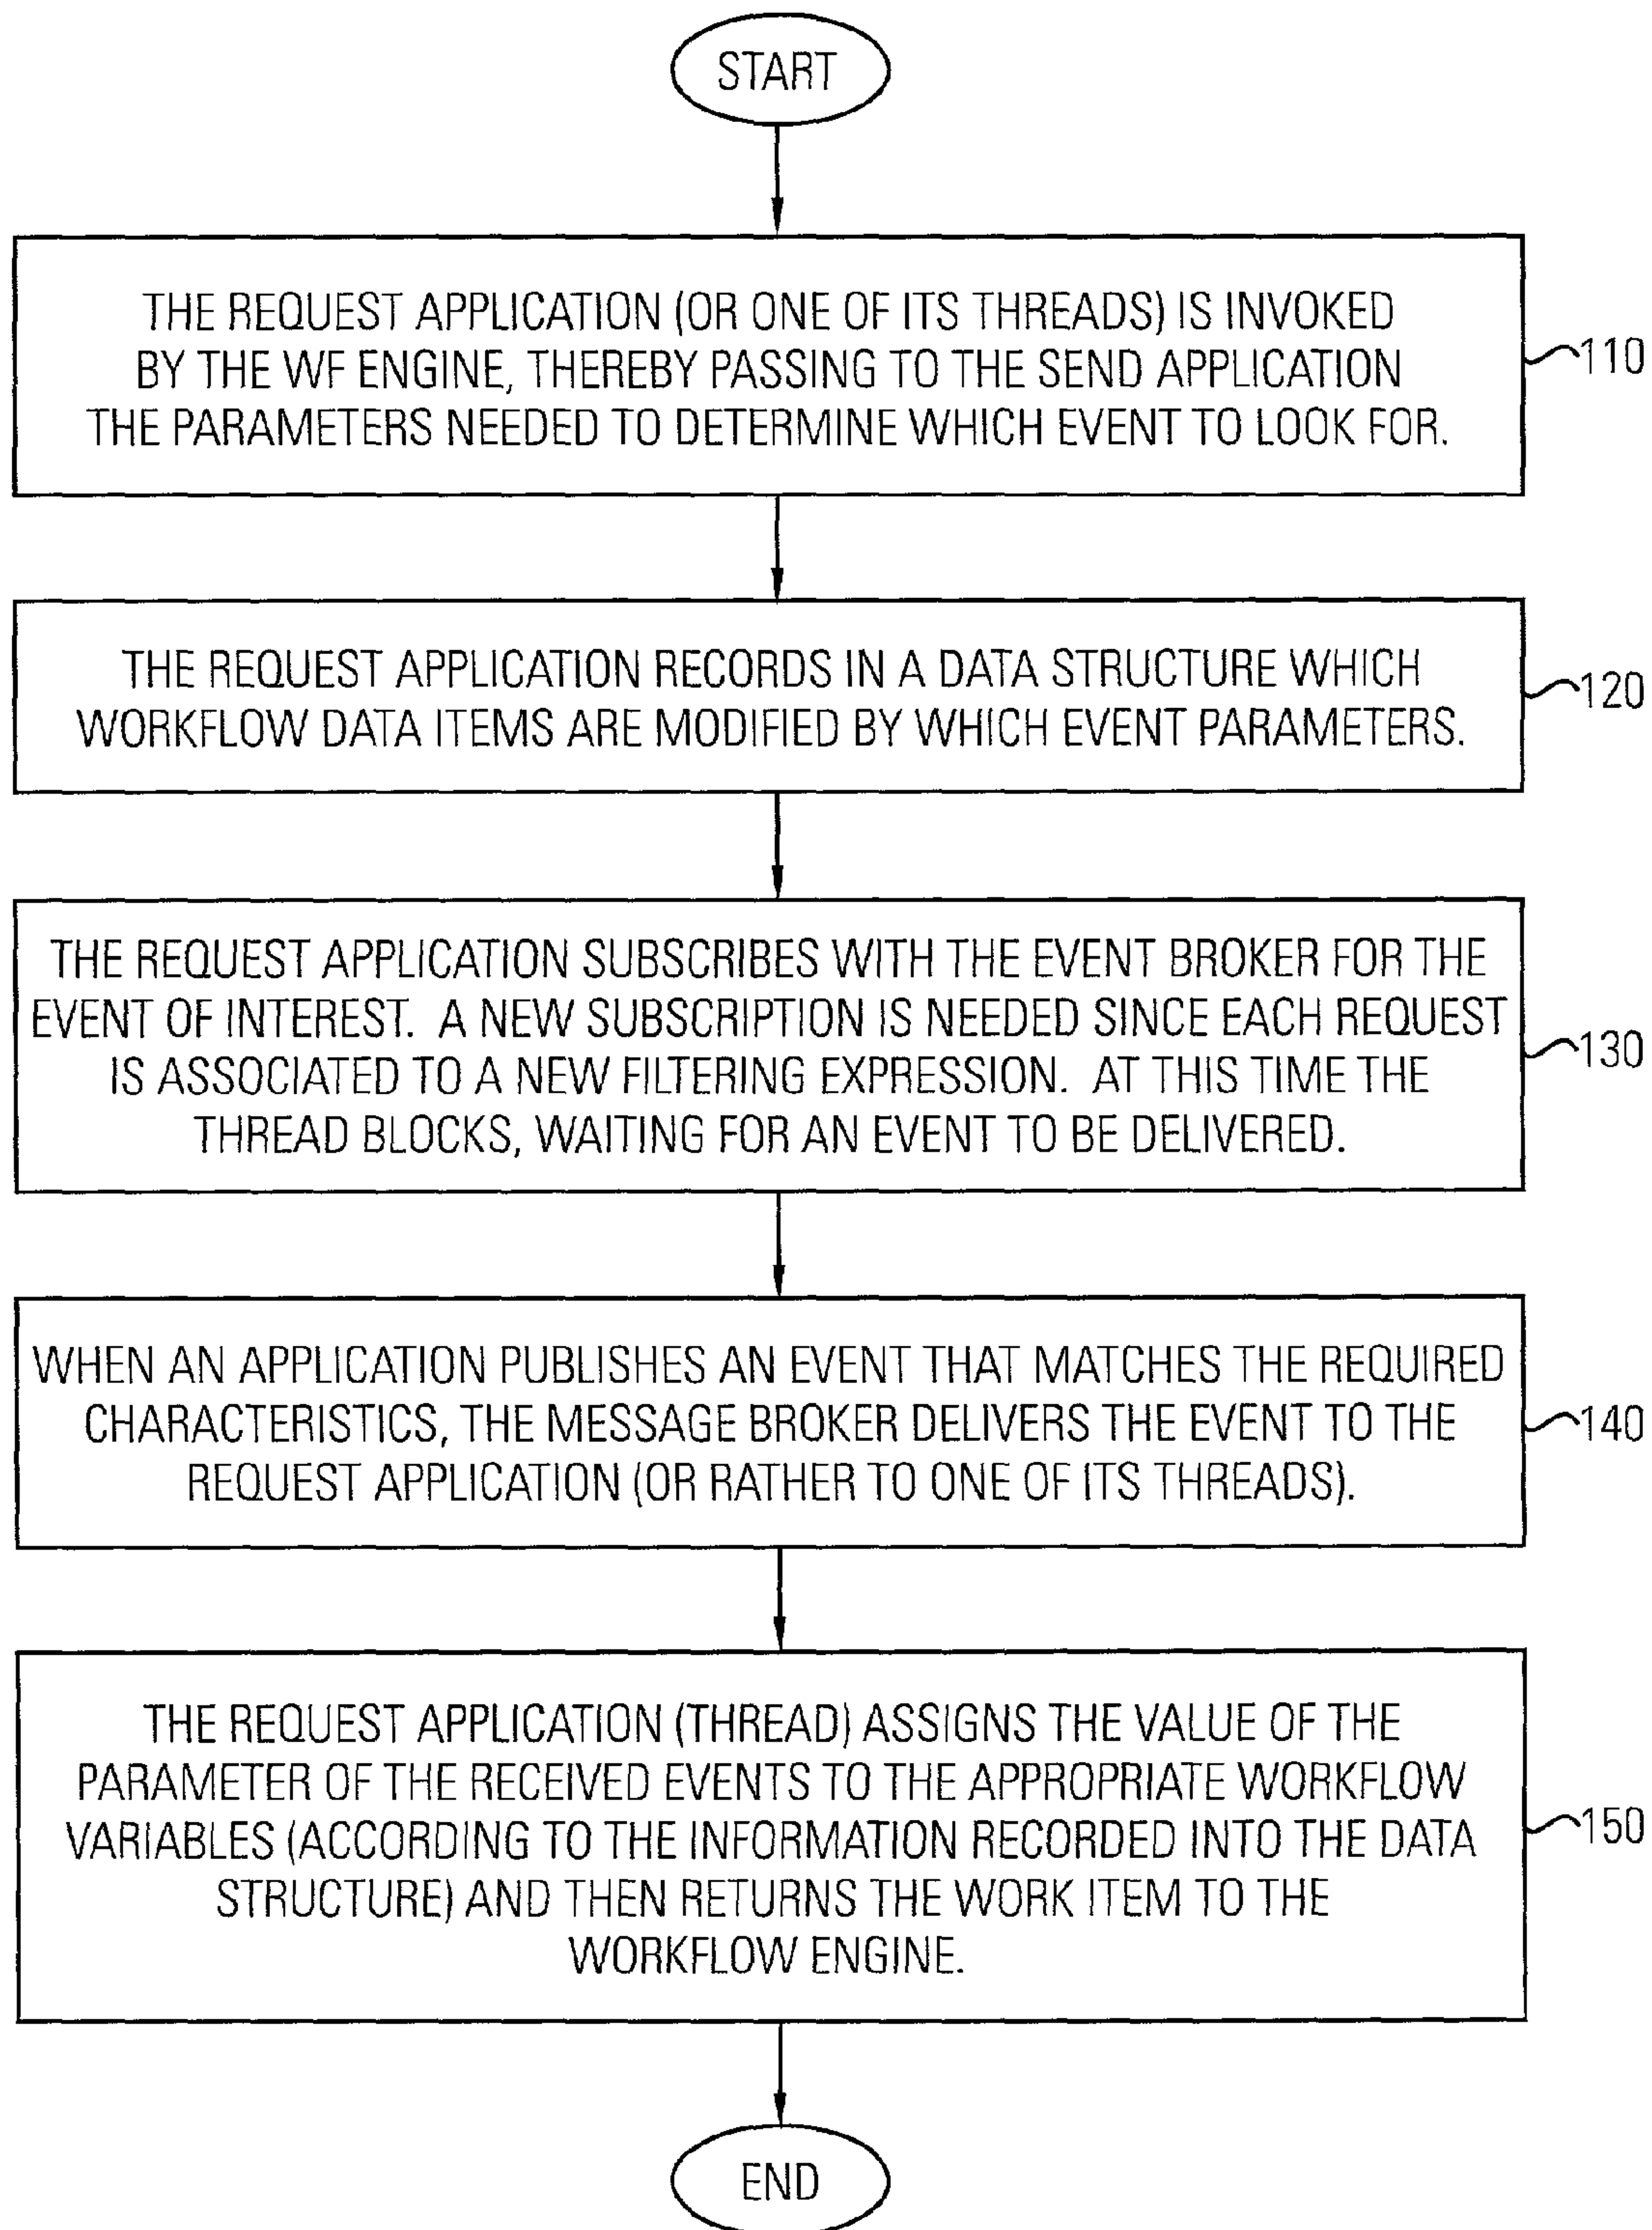 START
THE REQUEST APPLICATION (OR ONE OF ITS THREADS) IS INVOKED
BY THE WF ENGINE, THEREBY PASSING TO THE SEND APPLICATION
THE PARAMETERS NEEDED TO DETERMINE WHICH EVENT TO LOOK FOR.
110
THE REQUEST APPLICATION RECORDS IN A DATA STRUCTURE WHICH
WORKFLOW DATA ITEMS ARE MODIFIED BY WHICH EVENT PARAMETERS.
120
THE REQUEST APPLICATION SUBSCRIBES WITH THE EVENT BROKER FOR THE
EVENT OF INTEREST. A NEW SUBSCRIPTION IS NEEDED SINCE EACH REQUEST
IS ASSOCIATED TO A NEW FILTERING EXPRESSION. AT THIS TIME THE
THREAD BLOCKS, WAITING FOR AN EVENT TO BE DELIVERED.
130
WHEN AN APPLICATION PUBLISHES AN EVENT THAT MATCHES THE REQUIRED
CHARACTERISTICS, THE MESSAGE BROKER DELIVERS THE EVENT TO THE
REQUEST APPLICATION (OR RATHER TO ONE OF ITS THREADS).
140
THE REQUEST APPLICATION (THREAD) ASSIGNS THE VALUE OF THE
PARAMETER OF THE RECEIVED EVENTS TO THE APPROPRIATE WORKFLOW
VARIABLES (ACCORDING TO THE INFORMATION RECORDED INTO THE DATA
STRUCTURE) AND THEN RETURNS THE WORK ITEM TO THE
WORKFLOW ENGINE.
150
END